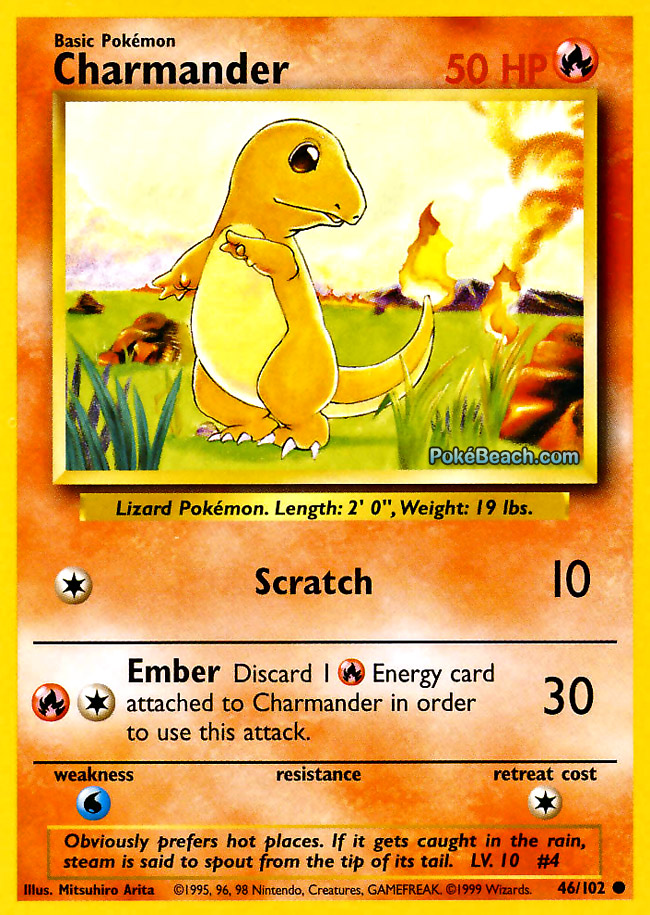 Basic Pokémon
Charmander
50 HP
PokéBeach.com
Lizard Pokémon. Length: 2' 0", Weight: 19 lbs.
Scratch 10
Ember Discard 1 Energy card
attached to Charmander in order
to use this attack.
30
weakness resistance retreat cost
Obviously prefers hot places. If it gets caught in the rain,
steam is said to spout from the tip of its tail. LV. 10 #4
Illus. Mitsuhiro Arita ©1995, 96, 98 Nintendo, Creatures, GAMEFREAK. ©1999 Wizards. 46/102